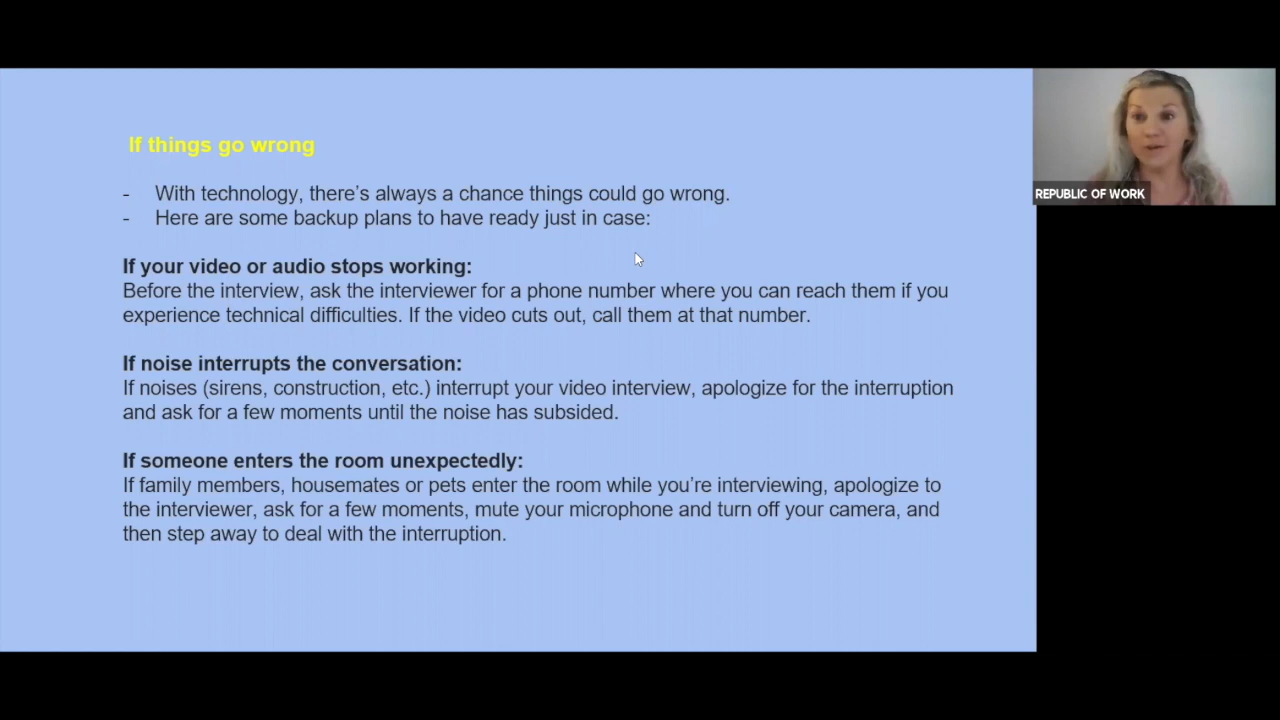 If things go wrong
- With technology, there's always a chance things could go wrong.
- Here are some backup plans to have ready just in case:
If your video or audio stops working:
Before the interview, ask the interviewer for a phone number where you can reach them if you
experience technical difficulties. If the video cuts out, call them at that number.
If noise interrupts the conversation:
If noises (sirens, construction, etc.) interrupt your video interview, apologize for the interruption
and ask for a few moments until the noise has subsided.
If someone enters the room unexpectedly:
If family members, housemates or pets enter the room while you're interviewing, apologize to
the interviewer, ask for a few moments, mute your microphone and turn off your camera, and
then step away to deal with the interruption.
REPUBLIC OF WORK